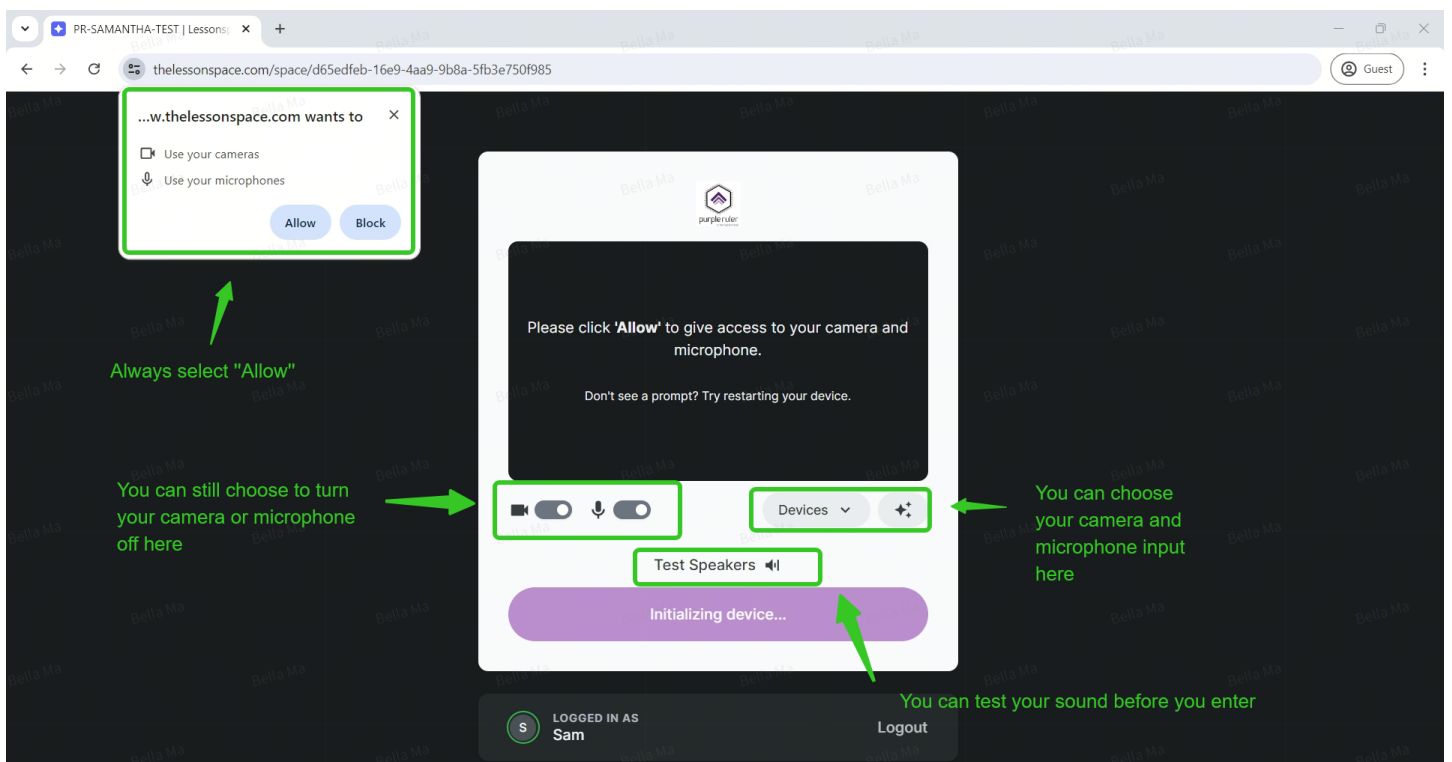 PR-SAMANTHA-TEST | Lessons
thelessonspace.com/space/d65edfeb-16e9-4aa9-9b8a-5fb3e750f985
Guest
...w.thelessonspace.com wants to
Use your cameras
Use your microphones
Allow
Block
Always select "Allow"
purple ruler
Please click 'Allow' to give access to your camera and
microphone.
Don't see a prompt? Try restarting your device.
You can still choose to turn
your camera or microphone
off here
Devices
You can choose
your camera and
microphone input
here
Test Speakers
Initializing device...
You can test your sound before you enter
S
LOGGED IN AS
Sam
Logout
Bella Ma